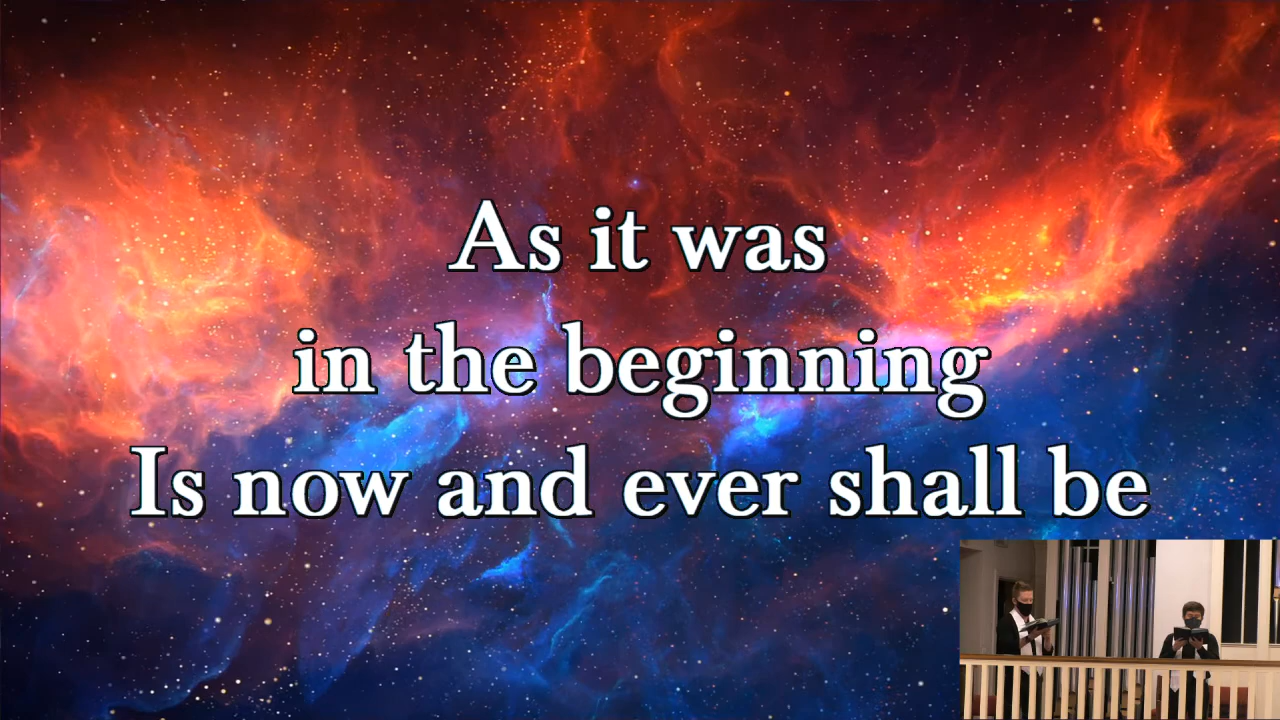 As it was
in the beginning
Is now and ever shall be